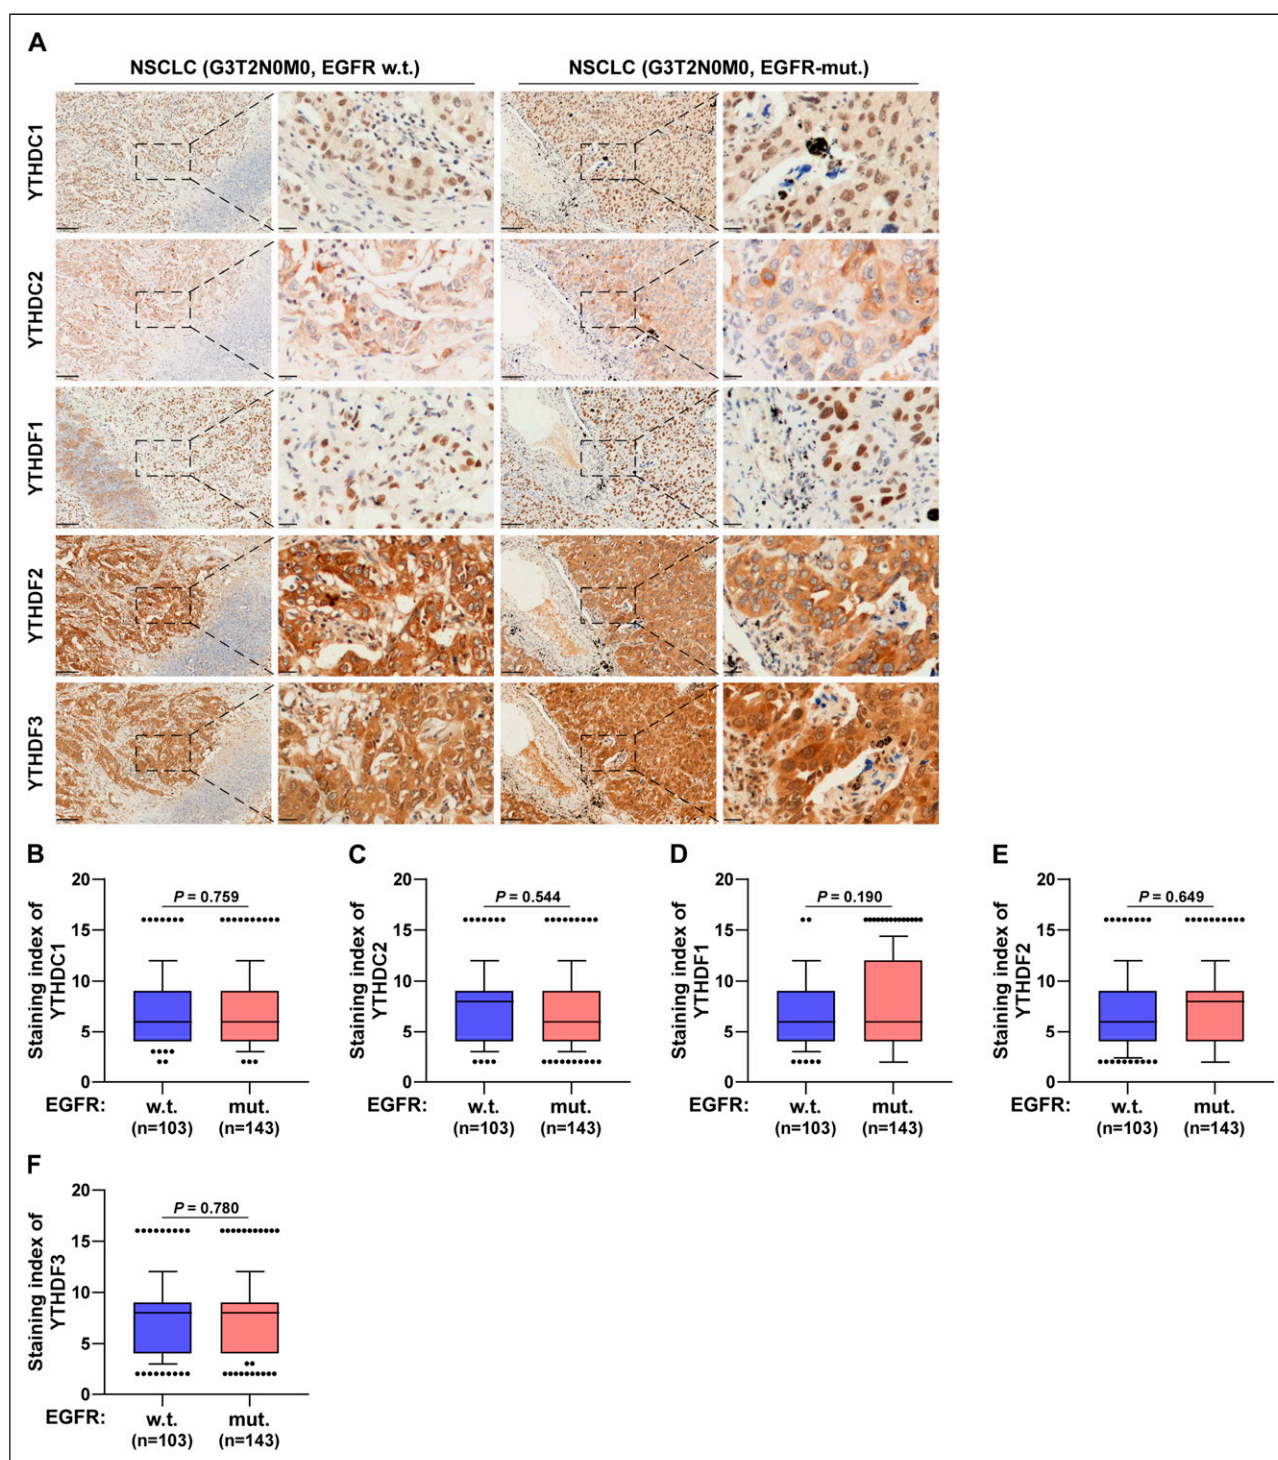 A
NSCLC (G3T2N0M0, EGFR w.t.)
NSCLC (G3T2N0M0, EGFR-mut.)
YTHDC1
YTHDC2
YTHDF1
YTHDF2
YTHDF3
B
Staining index of
YTHDC1
20
15
10
5
0
P = 0.759
EGFR:
w.t.
mut.
(n=103)
(n=143)
C
Staining index of
YTHDC2
20
15
10
5
0
P = 0.544
EGFR:
w.t.
mut.
(n=103)
(n=143)
D
Staining index of
YTHDF1
20
15
10
5
0
P = 0.190
EGFR:
w.t.
mut.
(n=103)
(n=143)
E
Staining index of
YTHDF2
20
15
10
5
0
P = 0.649
EGFR:
w.t.
mut.
(n=103)
(n=143)
F
Staining index of
YTHDF3
20
15
10
5
0
P = 0.780
EGFR:
w.t.
mut.
(n=103)
(n=143)